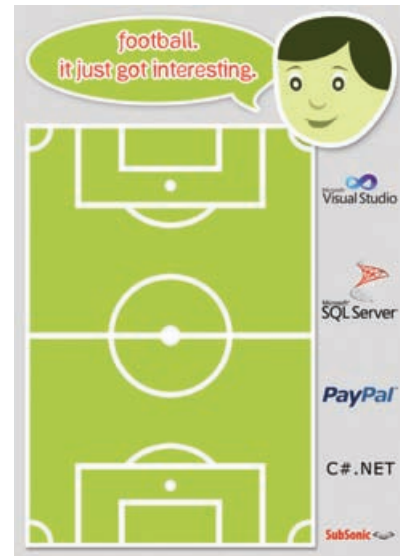 football.
it just got interesting.
Microsoft
Visual Studio
Microsoft
SQL Server
PayPal
C#.NET
SubSonic